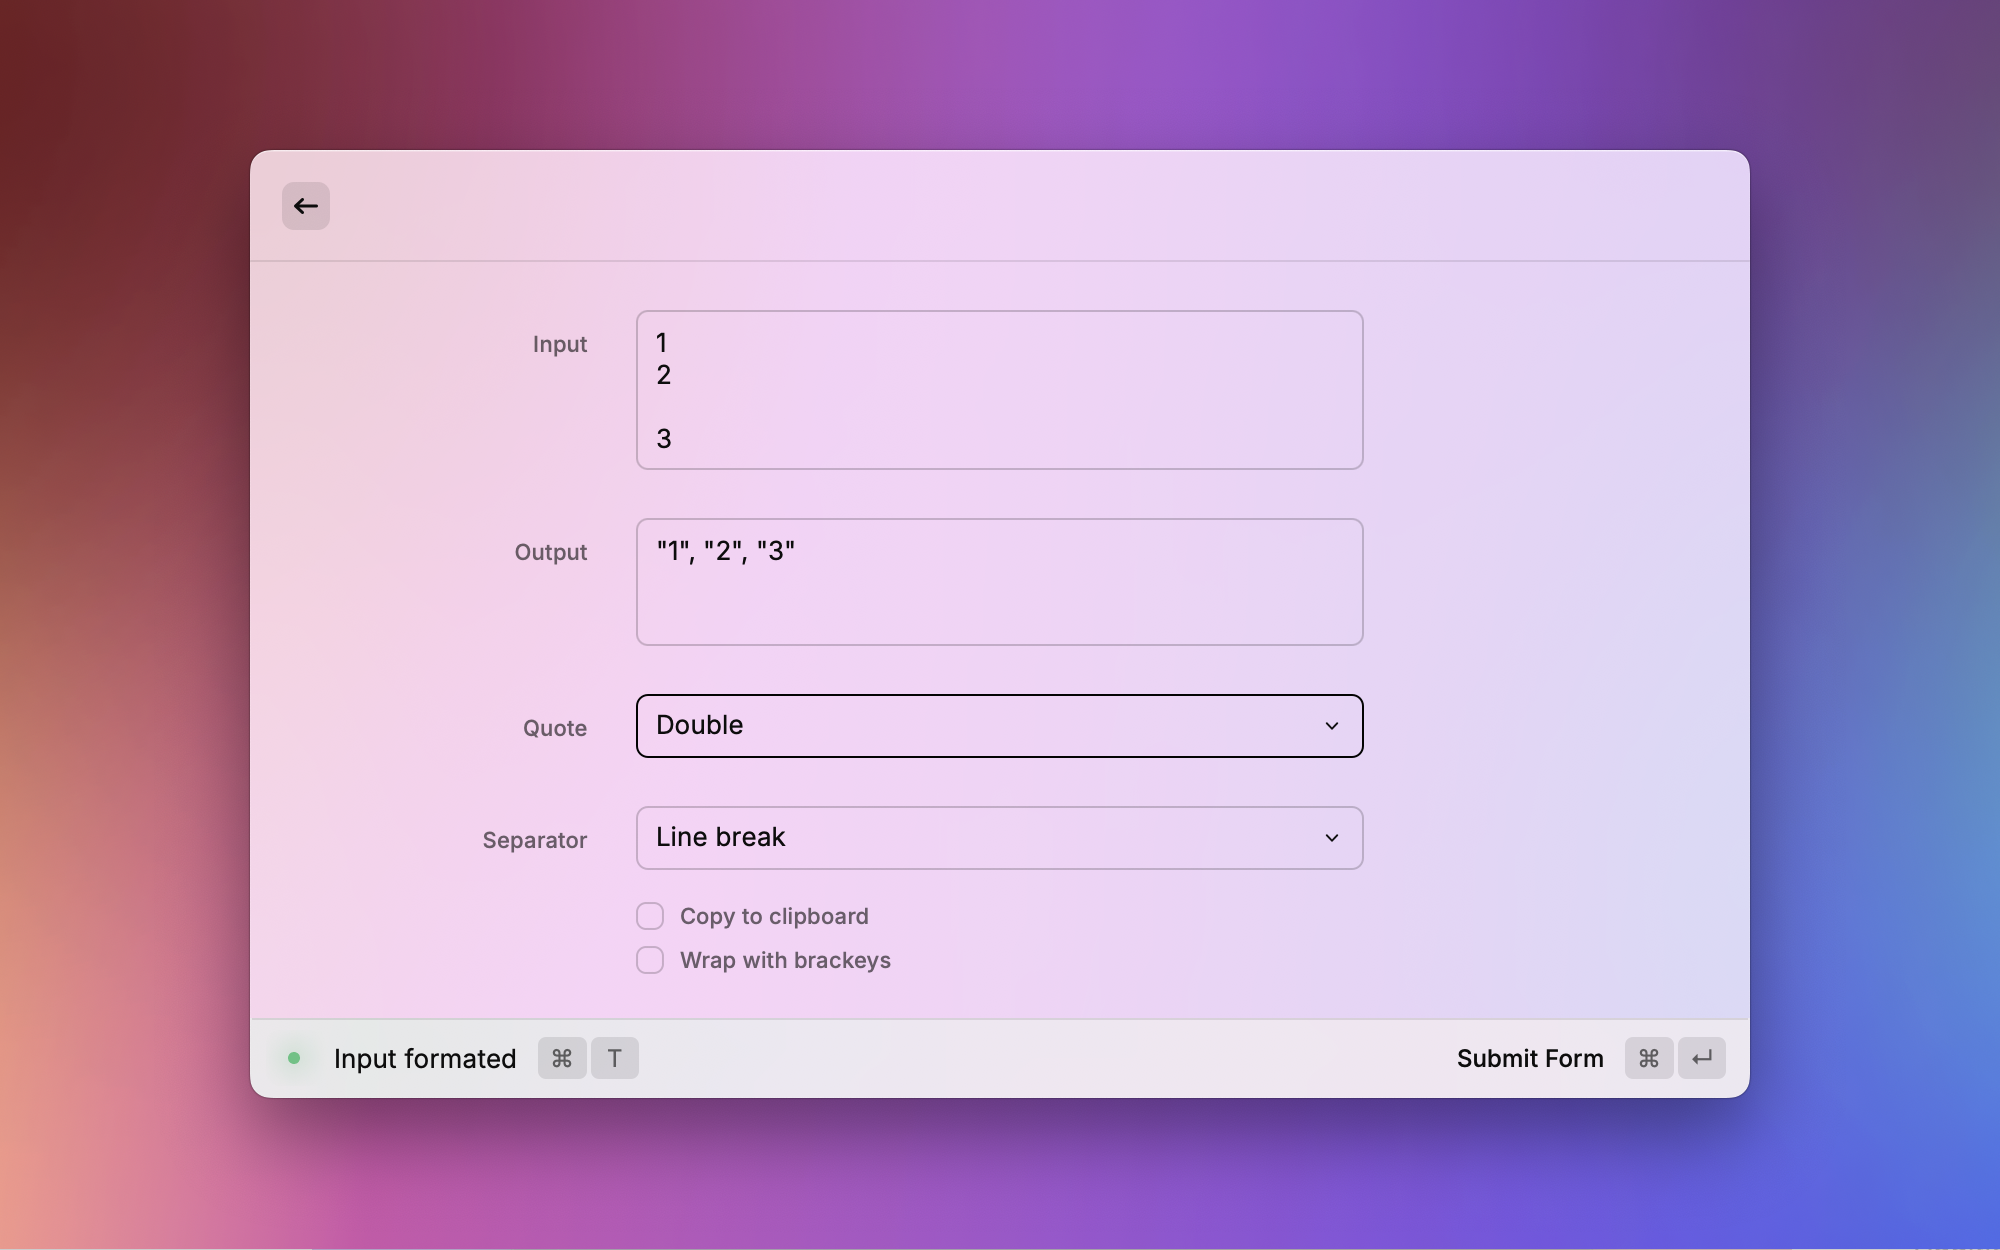 Input
1
2
3
Output
"1", "2", "3"
Quote
Double
Separator
Line break
Copy to clipboard
Wrap with brackeys
Input formated ⌘ T
Submit Form ⌘ ↵